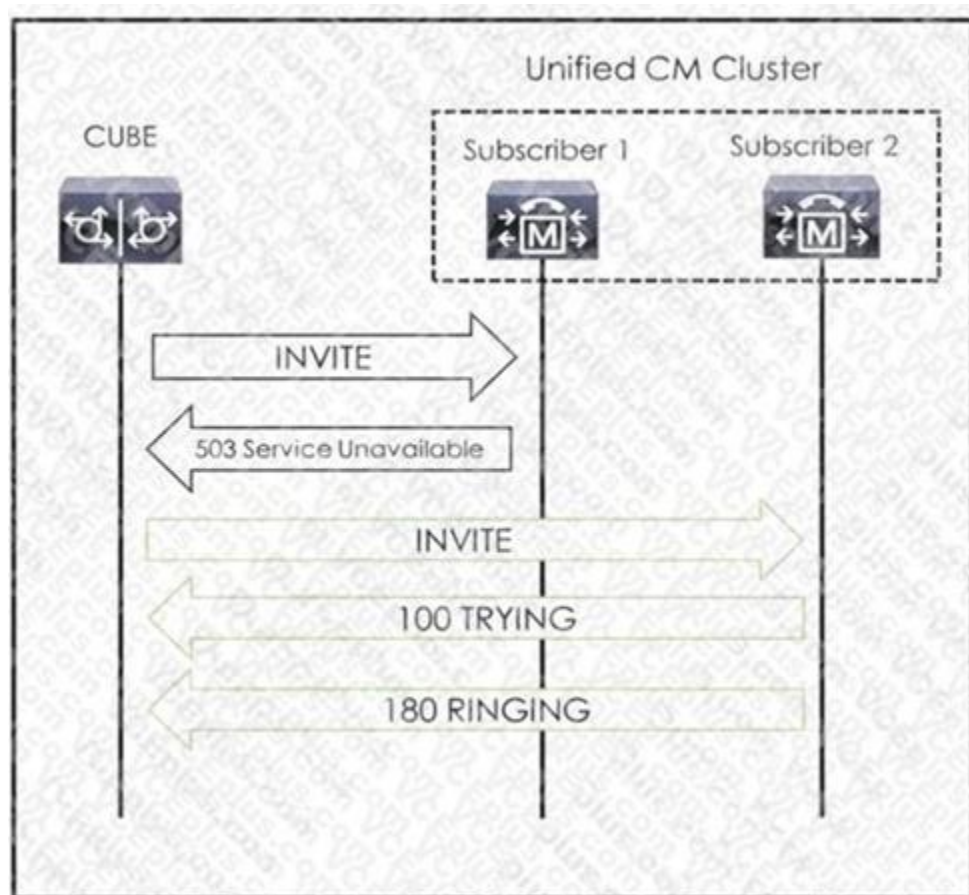 Unified CM Cluster
CUBE
Subscriber 1
Subscriber 2
M
M
INVITE
503 Service Unavailable
INVITE
100 TRYING
180 RINGING